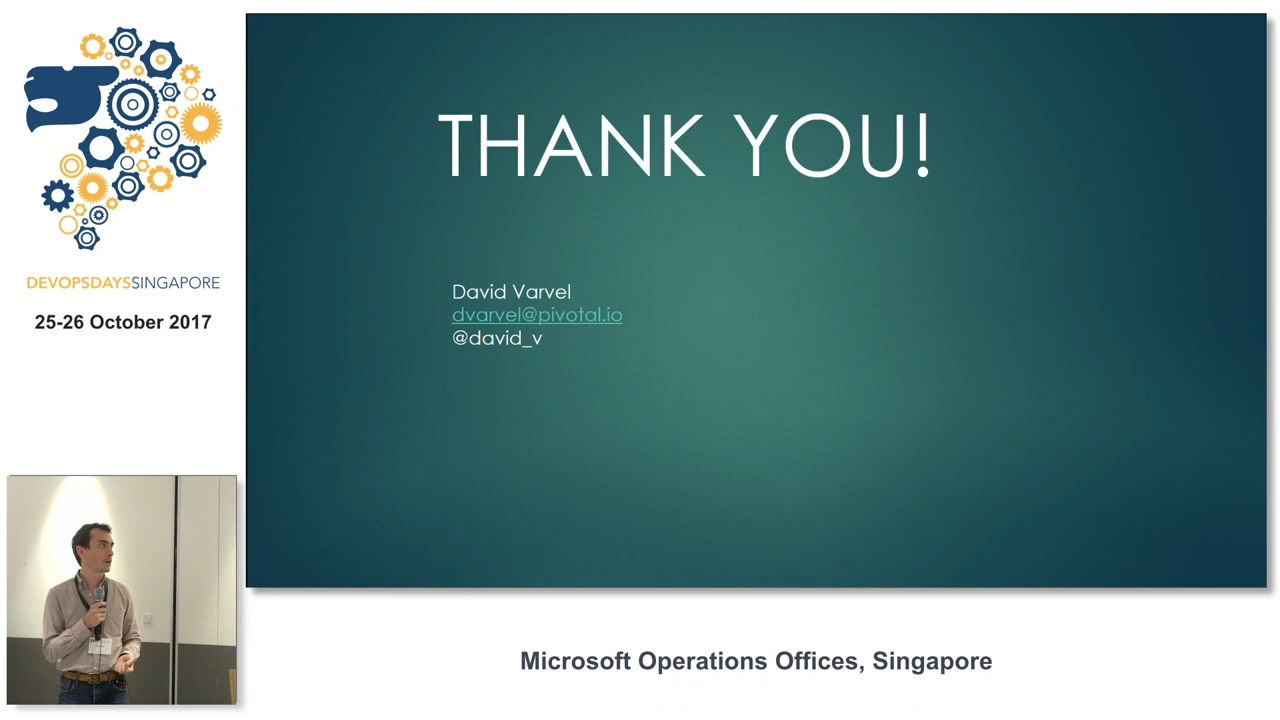 DEVOPSDAYSSINGAPORE
25-26 October 2017
THANK YOU!
David Varvel
dvarvel@pivotal.io
@david_v
Microsoft Operations Offices, Singapore